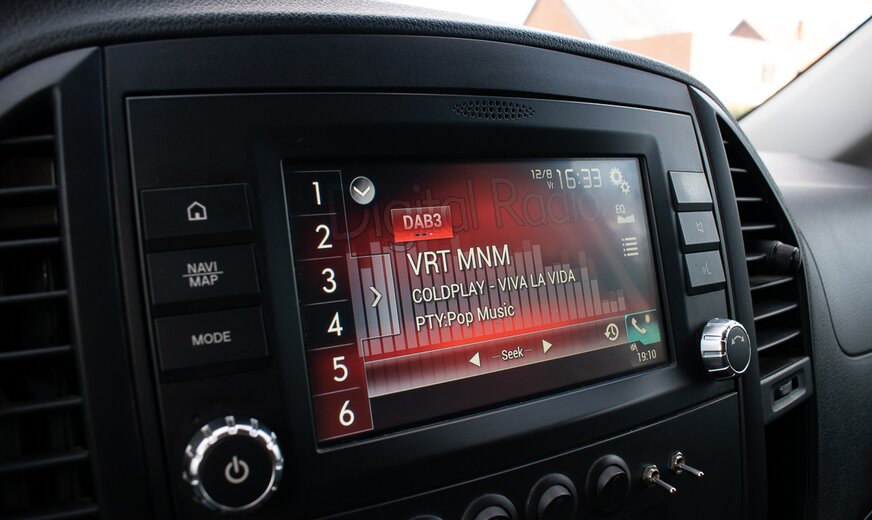 NAVI
MAP
MODE
1
2
3
4
5
6
Digital Radio
DAB3
12/8
Vr
16:33
EQ
VRT MNM
COLDPLAY - VIVA LA VIDA
PTY:Pop Music
Seek
19:10